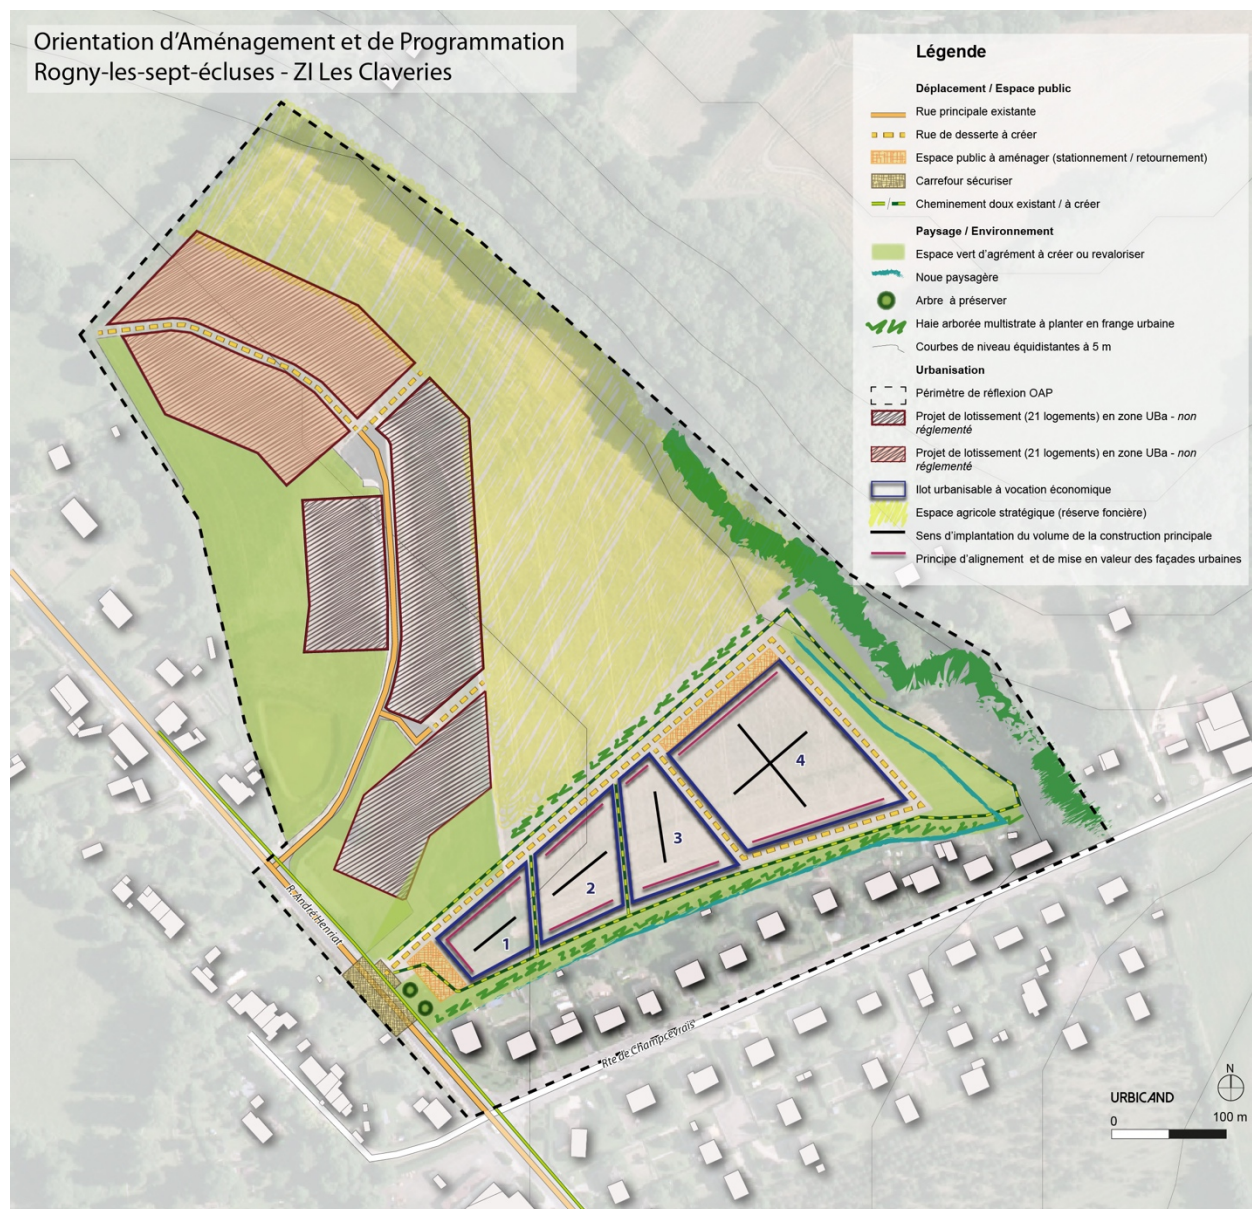 Orientation d'Aménagement et de Programmation
Rogny-les-sept-écluses - ZI Les Claveries
Légende
Déplacement / Espace public
Rue principale existante
Rue de desserte à créer
Espace public à aménager (stationnement / retournement)
Carrefour sécuriser
Cheminement doux existant / à créer
Paysage / Environnement
Espace vert d'agrément à créer ou revaloriser
Noue paysagère
Arbre à préserver
Haie arborée multistrate à planter en frange urbaine
Courbes de niveau équidistantes à 5 m
Urbanisation
Périmètre de réflexion OAP
Projet de lotissement (21 logements) en zone UBa - non
réglementé
Projet de lotissement (21 logements) en zone UBa - non
réglementé
Ilot urbanisable à vocation économique
Espace agricole stratégique (réserve foncière)
Sens d'implantation du volume de la construction principale
Principe d'alignement et de mise en valeur des façades urbaines
4
3
2
1
R. André Henriat
Rte de Champcevrais
N
URBICAND
0
100 m